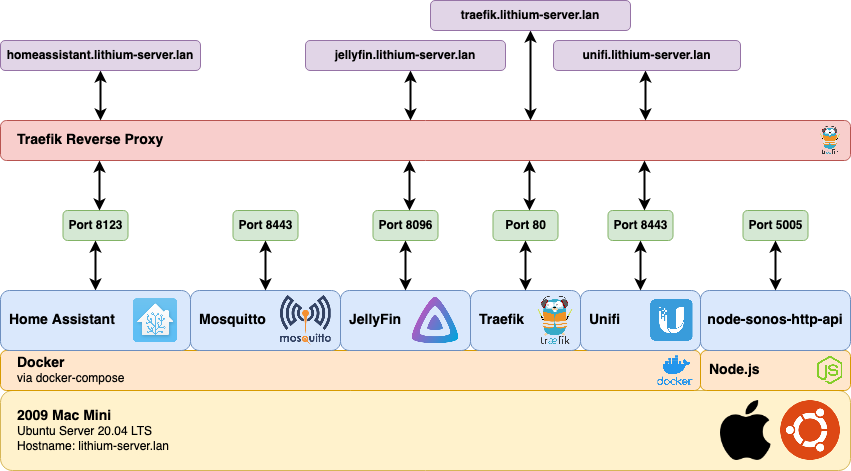 traefik.lithium-server.lan
homeassistant.lithium-server.lan
jellyfin.lithium-server.lan
unifi.lithium-server.lan
Traefik Reverse Proxy
træfik
Port 8123
Port 8443
Port 8096
Port 80
Port 8443
Port 5005
Home Assistant
Mosquitto
mosquitto
JellyFin
Traefik
træfik
Unifi
node-sonos-http-api
Docker
via docker-compose
docker
Node.js
JS
2009 Mac Mini
Ubuntu Server 20.04 LTS
Hostname: lithium-server.lan